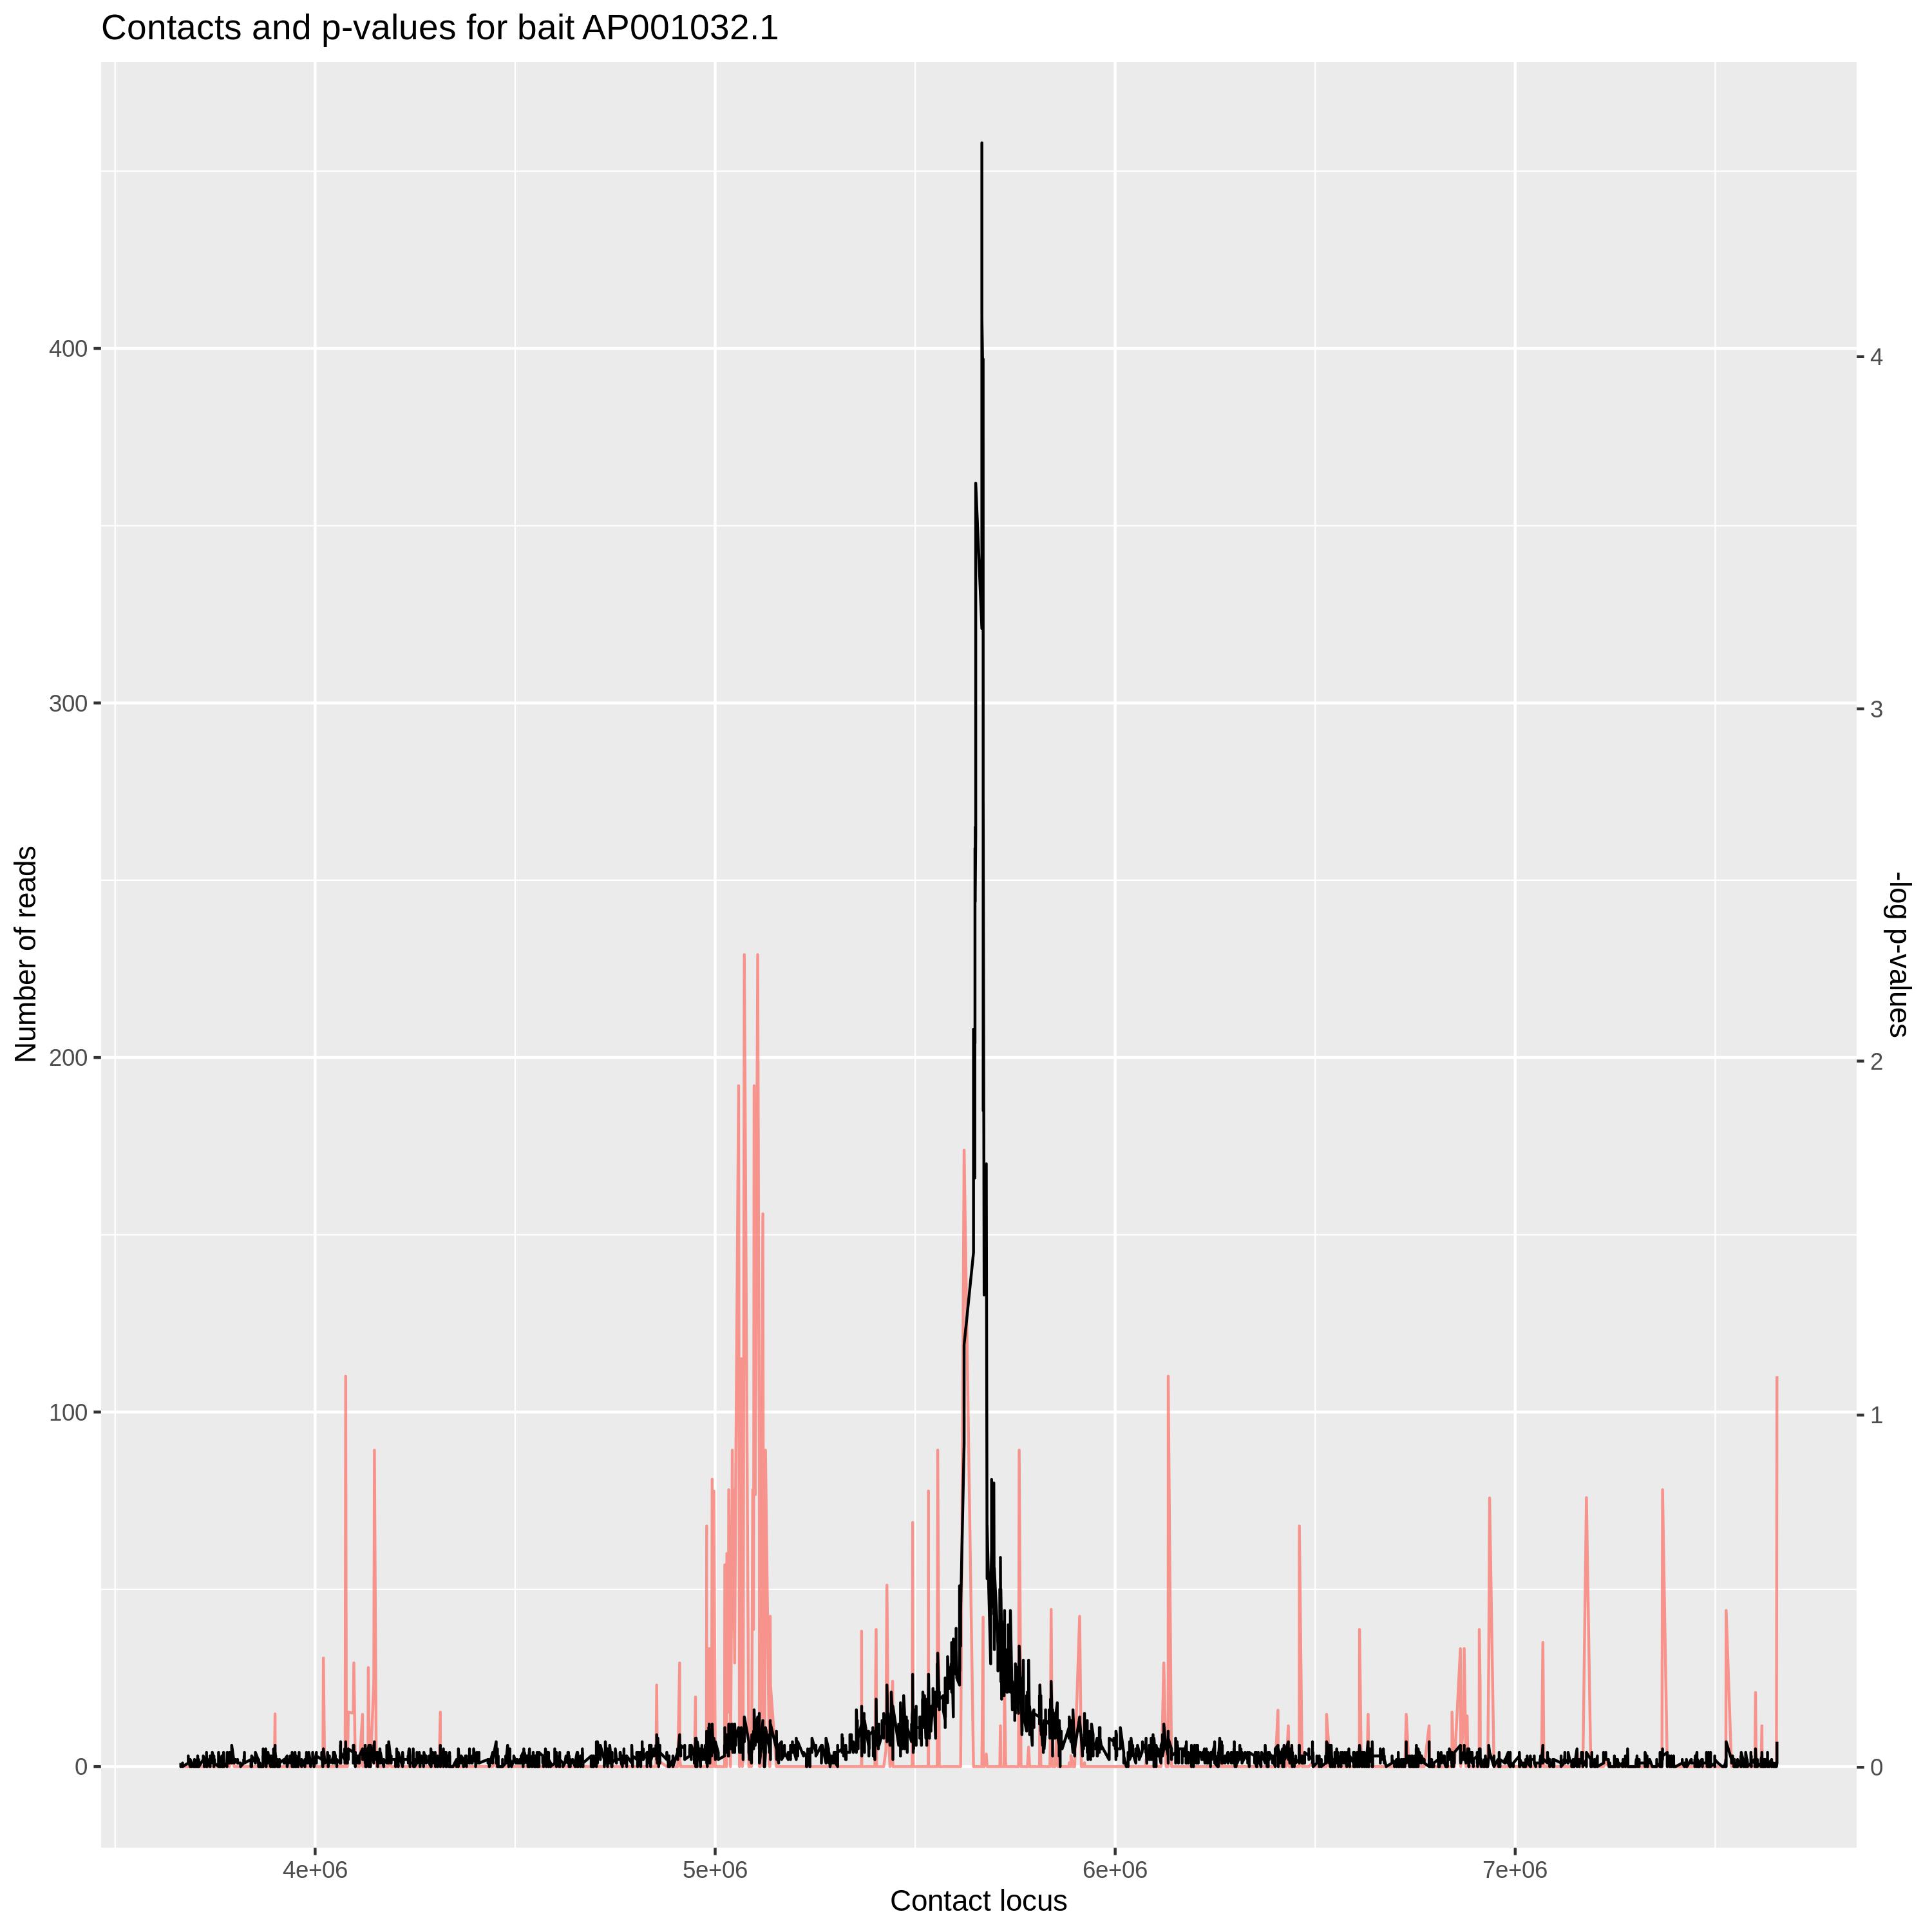 Contacts and p-values for bait AP001032.1
Number of reads
400
300
200
100
0
-log p-values
4
3
2
1
0
4e+06 5e+06 6e+06 7e+06
Contact locus